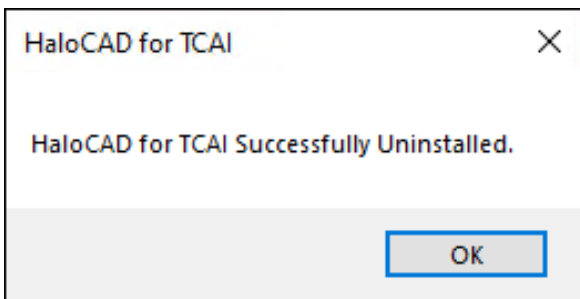 HaloCAD for TCAI
HaloCAD for TCAI Successfully Uninstalled.
OK